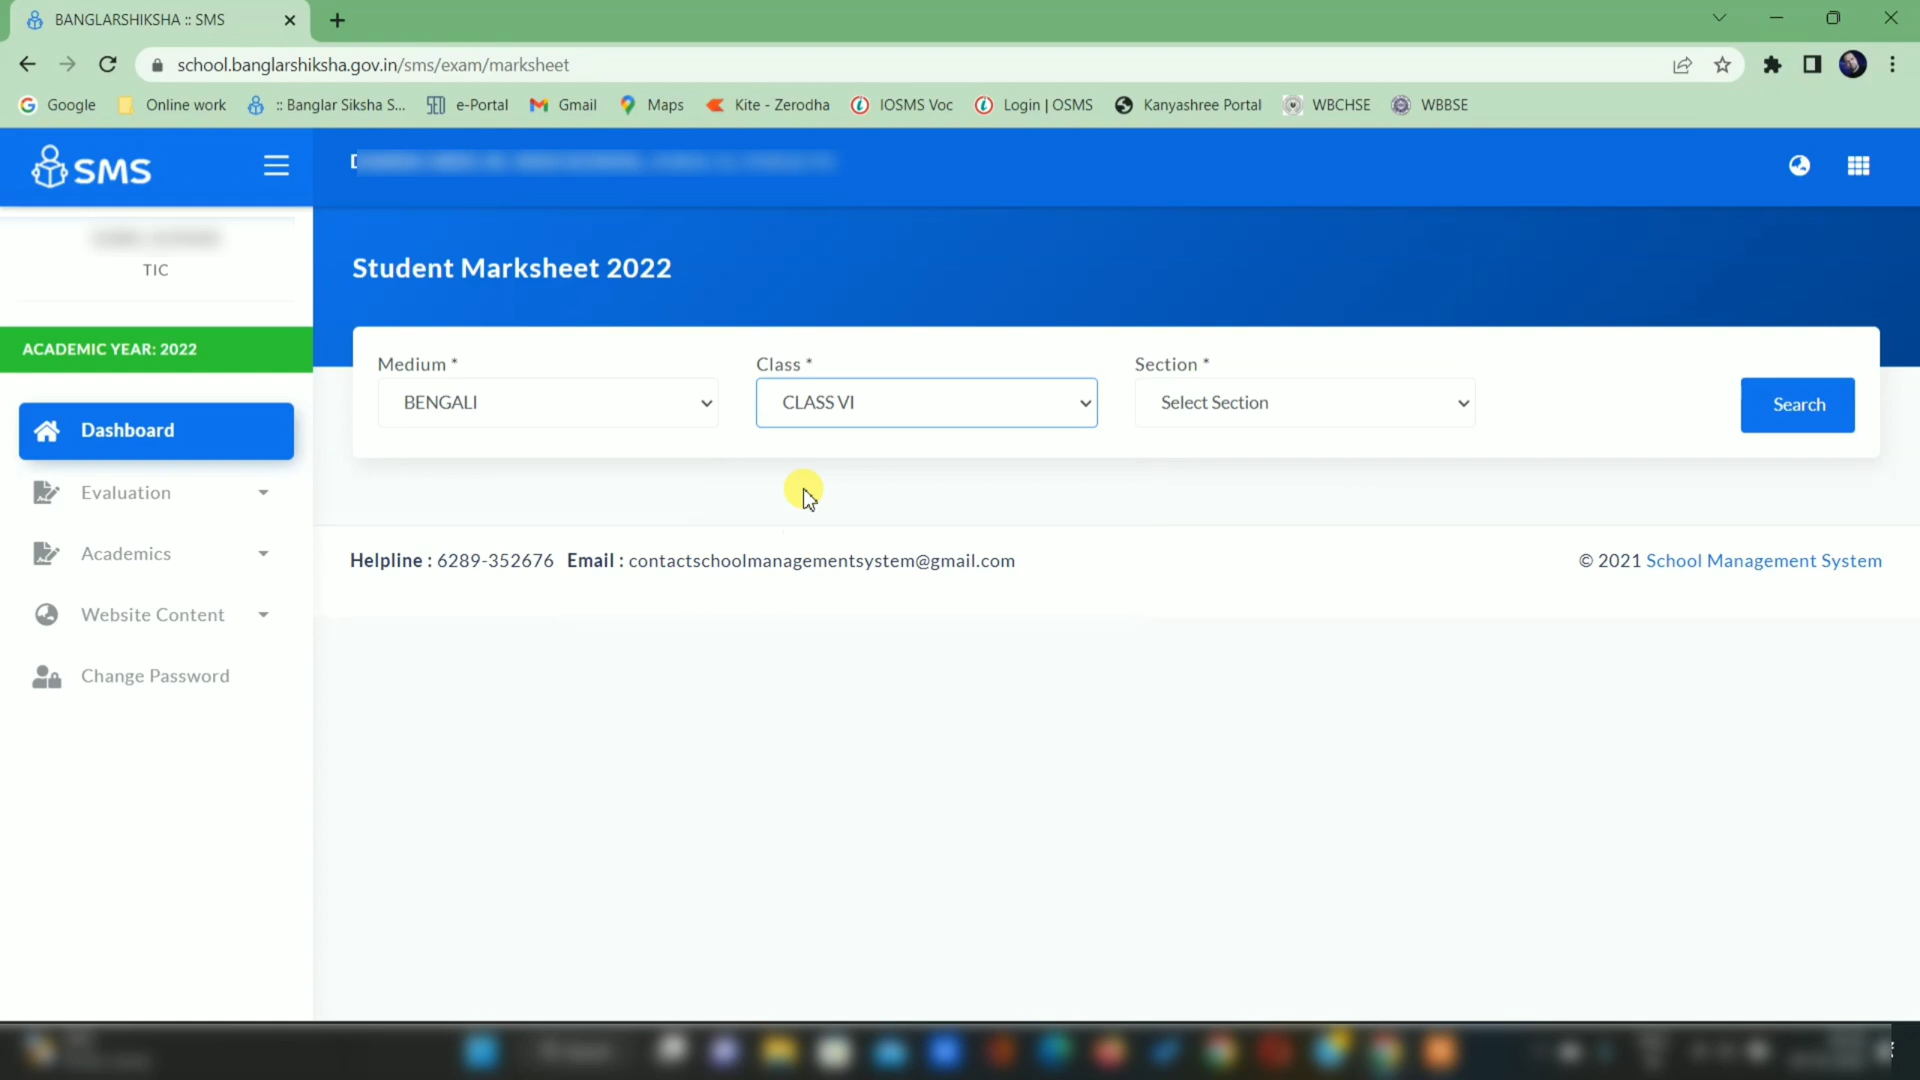 BANGLARSHIKSHA :: SMS
school.banglarshiksha.gov.in/sms/exam/marksheet
Google Online work :: Banglar Siksha S... e-Portal Gmail Maps Kite - Zerodha IOSMS Voc Login | OSMS Kanyashree Portal WBCHSE WBBSE
SMS
TIC
ACADEMIC YEAR: 2022
Dashboard
Evaluation
Academics
Website Content
Change Password
Student Marksheet 2022
Medium * Class * Section *
BENGALI CLASS VI Select Section Search
Helpline : 6289-352676 Email : contactschoolmanagementsystem@gmail.com © 2021 School Management System